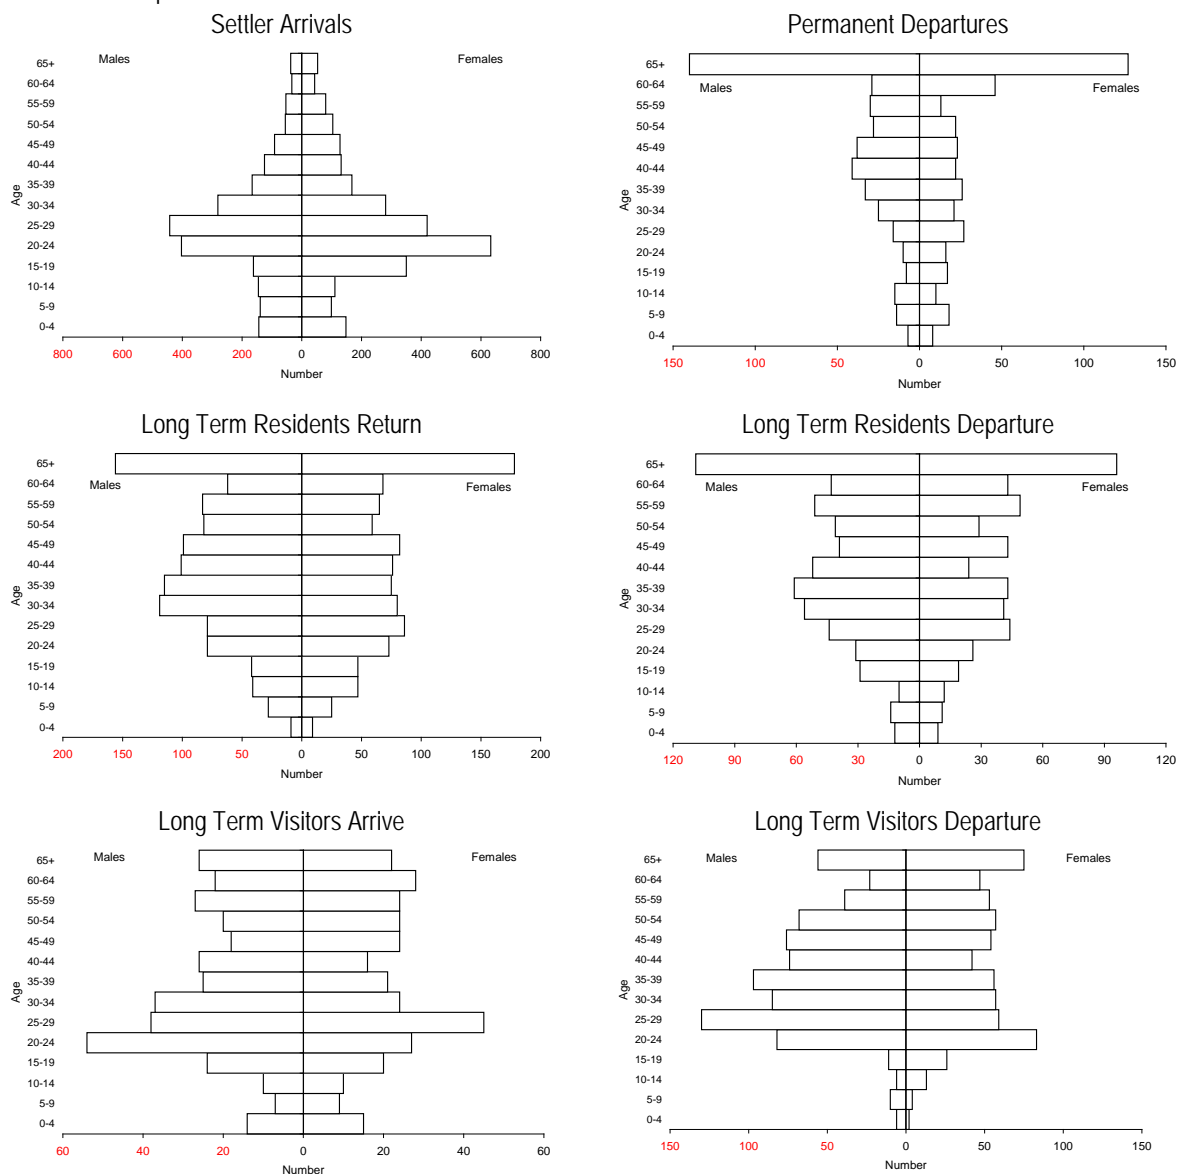 Settler Arrivals
Males
Females
65+
60-64
55-59
50-54
45-49
40-44
35-39
30-34
25-29
20-24
15-19
10-14
5-9
0-4
Age
800 600 400 200 0 200 400 600 800
Number
Permanent Departures
65+
Males
Females
60-64
55-59
50-54
45-49
40-44
35-39
30-34
25-29
20-24
15-19
10-14
5-9
0-4
Age
150 100 50 0 50 100 150
Number
Long Term Residents Return
65+
Males
Females
60-64
55-59
50-54
45-49
40-44
35-39
30-34
25-29
20-24
15-19
10-14
5-9
0-4
Age
200 150 100 50 0 50 100 150 200
Number
Long Term Residents Departure
65+
Males
Females
60-64
55-59
50-54
45-49
40-44
35-39
30-34
25-29
20-24
15-19
10-14
5-9
0-4
Age
120 90 60 30 0 30 60 90 120
Number
Long Term Visitors Arrive
Males
Females
65+
60-64
55-59
50-54
45-49
40-44
35-39
30-34
25-29
20-24
15-19
10-14
5-9
0-4
Age
60 40 20 0 20 40 60
Number
Long Term Visitors Departure
Males
Females
65+
60-64
55-59
50-54
45-49
40-44
35-39
30-34
25-29
20-24
15-19
10-14
5-9
0-4
Age
150 100 50 0 50 100 150
Number